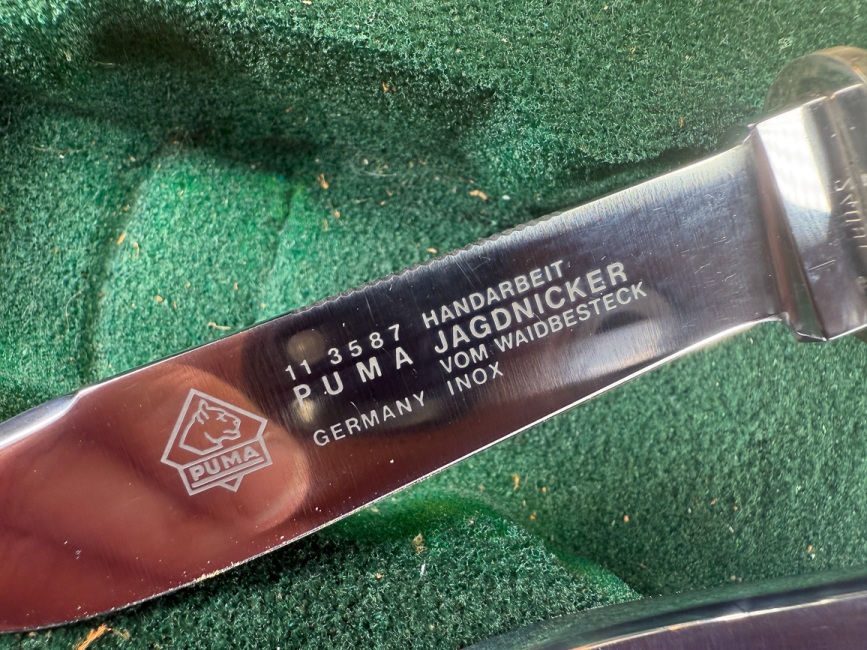 11 3587 HANDARBEIT
PUMA JAGDNICKER
VOM WAIDBESTECK
GERMANY INOX
PUMA